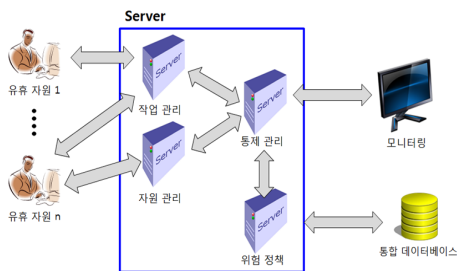 Server
유휴 자원 1
유휴 자원 n
Server
작업 관리
Server
자원 관리
Server
통제 관리
Server
위험 정책
모니터링
통합 데이터베이스